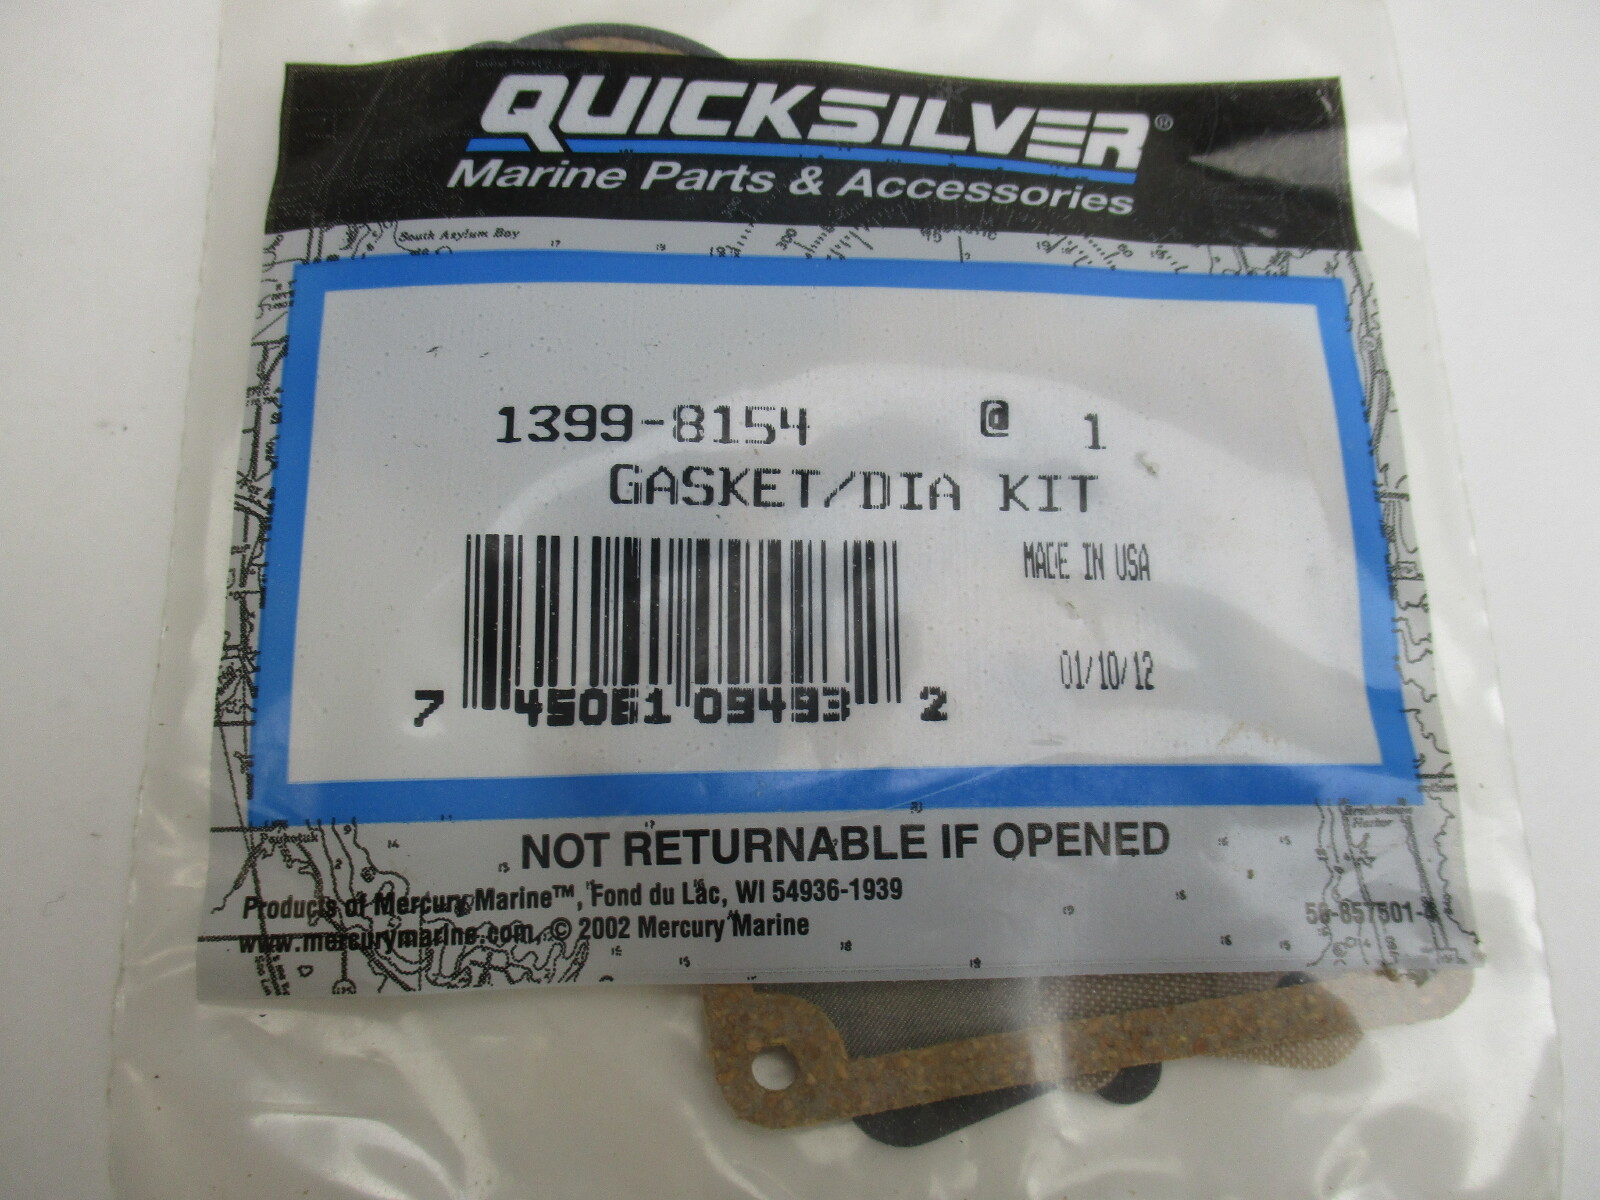 QUICKSILVER®
Marine Parts & Accessories
South Asylum Bay
1399-8154 @ 1
GASKET/DIA KIT
MADE IN USA
01/10/12
7 45061 09493 2
NOT RETURNABLE IF OPENED
Products of Mercury Marine™, Fond du Lac, WI 54936-1939
www.mercurymarine.com, © 2002 Mercury Marine